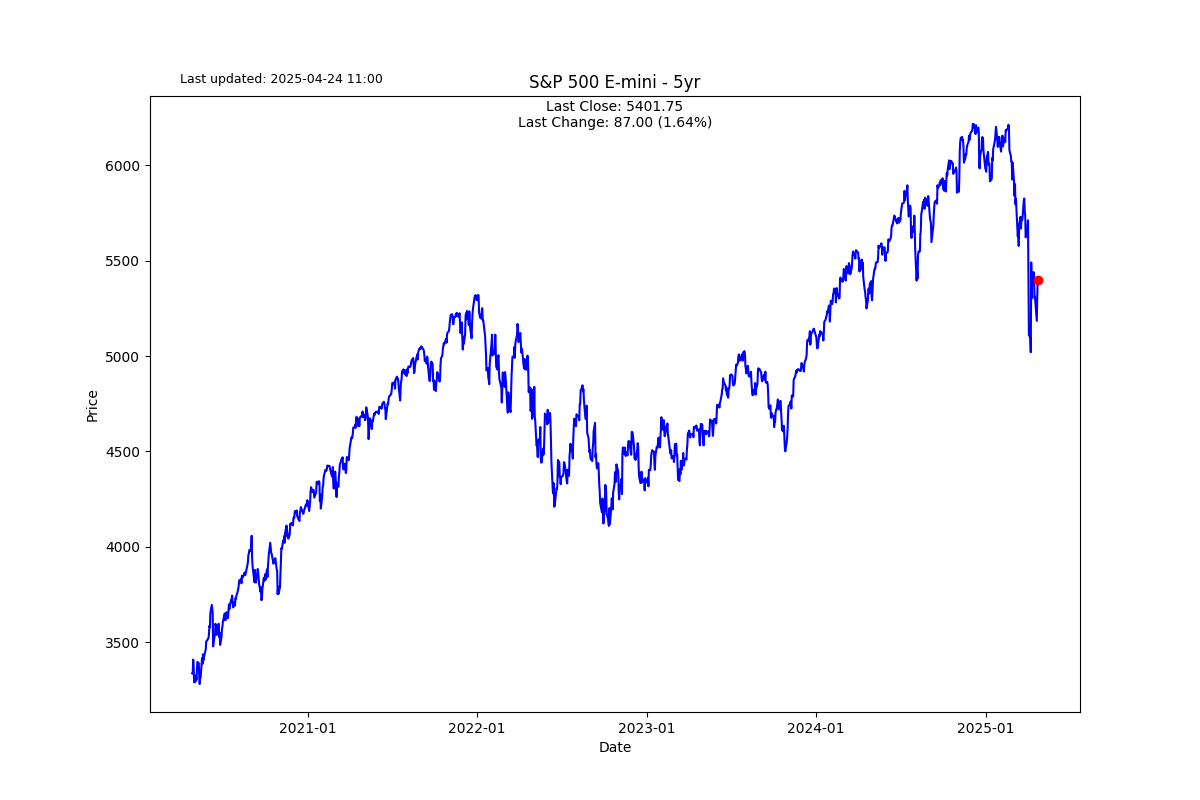 Last updated: 2025-04-24 11:00
S&P 500 E-mini - 5yr
Last Close: 5401.75
Last Change: 87.00 (1.64%)
6000
5500
5000
4500
4000
3500
Price
2021-01
2022-01
2023-01
2024-01
2025-01
Date